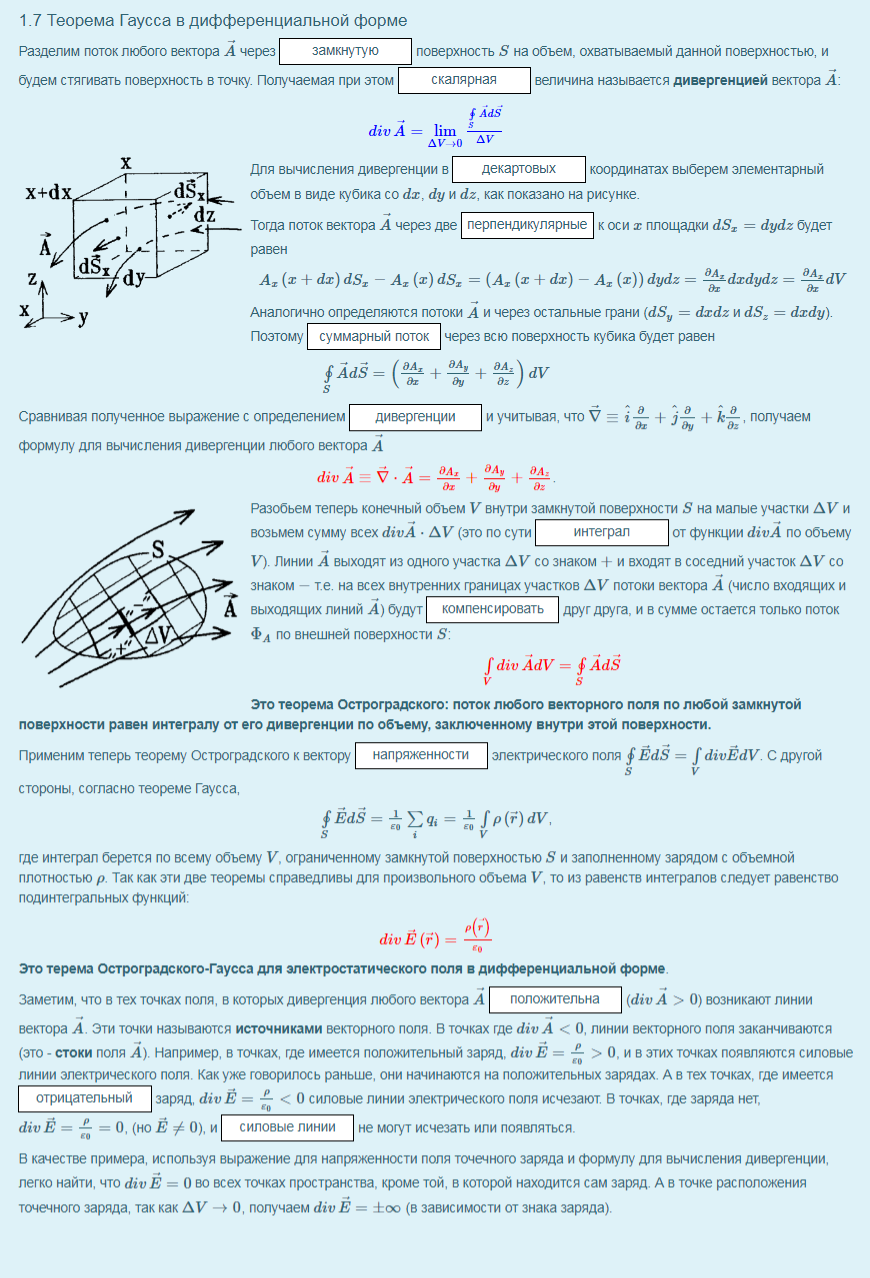 1.7 Теорема Гаусса в дифференциальной форме
Разделим поток любого вектора $\vec{A}$ через замкнутую поверхность $S$ на объем, охватываемый данной поверхностью, и
будем стягивать поверхность в точку. Получаемая при этом скалярная величина называется дивергенцией вектора $\vec{A}$:
$div\,\vec{A} = \lim_{\Delta V \to 0} \frac{\oint_S \vec{A}d\vec{S}}{\Delta V}$
x
x+dx
dS⃗x
dz
A⃗
dS⃗x
dy
z
x
y
Для вычисления дивергенции в декартовых координатах выберем элементарный
объем в виде кубика со $dx$, $dy$ и $dz$, как показано на рисунке.
Тогда поток вектора $\vec{A}$ через две перпендикулярные к оси $x$ площадки $dS_x = dydz$ будет
равен
$A_x(x+dx)\,dS_x - A_x(x)\,dS_x = (A_x(x+dx) - A_x(x))\,dydz = \frac{\partial A_x}{\partial x}dxdydz = \frac{\partial A_x}{\partial x}dV$
Аналогично определяются потоки $\vec{A}$ и через остальные грани ($dS_y = dxdz$ и $dS_z = dxdy$).
Поэтому суммарный поток через всю поверхность кубика будет равен
$\oint_S \vec{A}d\vec{S} = \left(\frac{\partial A_x}{\partial x} + \frac{\partial A_y}{\partial y} + \frac{\partial A_z}{\partial z}\right)dV$
Сравнивая полученное выражение с определением дивергенции и учитывая, что $\vec{\nabla} \equiv \hat{i}\frac{\partial}{\partial x} + \hat{j}\frac{\partial}{\partial y} + \hat{k}\frac{\partial}{\partial z}$, получаем
формулу для вычисления дивергенции любого вектора $\vec{A}$
$div\,\vec{A} \equiv \vec{\nabla} \cdot \vec{A} = \frac{\partial A_x}{\partial x} + \frac{\partial A_y}{\partial y} + \frac{\partial A_z}{\partial z}$.
S
"-"
A⃗
ΔV
"+"
Разобьем теперь конечный объем $V$ внутри замкнутой поверхности $S$ на малые участки $\Delta V$ и
возьмем сумму всех $div\vec{A} \cdot \Delta V$ (это по сути интеграл от функции $div\vec{A}$ по объему
$V$). Линии $\vec{A}$ выходят из одного участка $\Delta V$ со знаком $+$ и входят в соседний участок $\Delta V$ со
знаком $-$ т.е. на всех внутренних границах участков $\Delta V$ потоки вектора $\vec{A}$ (число входящих и
выходящих линий $\vec{A}$) будут компенсировать друг друга, и в сумме остается только поток
$\Phi_A$ по внешней поверхности $S$:
$\int_V div\,\vec{A}dV = \oint_S \vec{A}d\vec{S}$
Это теорема Остроградского: поток любого векторного поля по любой замкнутой
поверхности равен интегралу от его дивергенции по объему, заключенному внутри этой поверхности.
Применим теперь теорему Остроградского к вектору напряженности электрического поля $\oint_S \vec{E}d\vec{S} = \int_V div\vec{E}dV$. С другой
стороны, согласно теореме Гаусса,
$\oint_S \vec{E}d\vec{S} = \frac{1}{\varepsilon_0}\sum_i q_i = \frac{1}{\varepsilon_0}\int_V \rho(\vec{r})\,dV$,
где интеграл берется по всему объему $V$, ограниченному замкнутой поверхностью $S$ и заполненному зарядом с объемной
плотностью $\rho$. Так как эти две теоремы справедливы для произвольного объема $V$, то из равенств интегралов следует равенство
подинтегральных функций:
$div\,\vec{E}(\vec{r}) = \frac{\rho(\vec{r})}{\varepsilon_0}$
Это терема Остроградского-Гаусса для электростатического поля в дифференциальной форме.
Заметим, что в тех точках поля, в которых дивергенция любого вектора $\vec{A}$ положительна ($div\,\vec{A} > 0$) возникают линии
вектора $\vec{A}$. Эти точки называются источниками векторного поля. В точках где $div\,\vec{A} < 0$, линии векторного поля заканчиваются
(это - стоки поля $\vec{A}$). Например, в точках, где имеется положительный заряд, $div\,\vec{E} = \frac{\rho}{\varepsilon_0} > 0$, и в этих точках появляются силовые
линии электрического поля. Как уже говорилось раньше, они начинаются на положительных зарядах. А в тех точках, где имеется
отрицательный заряд, $div\,\vec{E} = \frac{\rho}{\varepsilon_0} < 0$ силовые линии электрического поля исчезают. В точках, где заряда нет,
$div\,\vec{E} = \frac{\rho}{\varepsilon_0} = 0$, (но $\vec{E} \neq 0$), и силовые линии не могут исчезать или появляться.
В качестве примера, используя выражение для напряженности поля точечного заряда и формулу для вычисления дивергенции,
легко найти, что $div\,\vec{E} = 0$ во всех точках пространства, кроме той, в которой находится сам заряд. А в точке расположения
точечного заряда, так как $\Delta V \to 0$, получаем $div\,\vec{E} = \pm\infty$ (в зависимости от знака заряда).